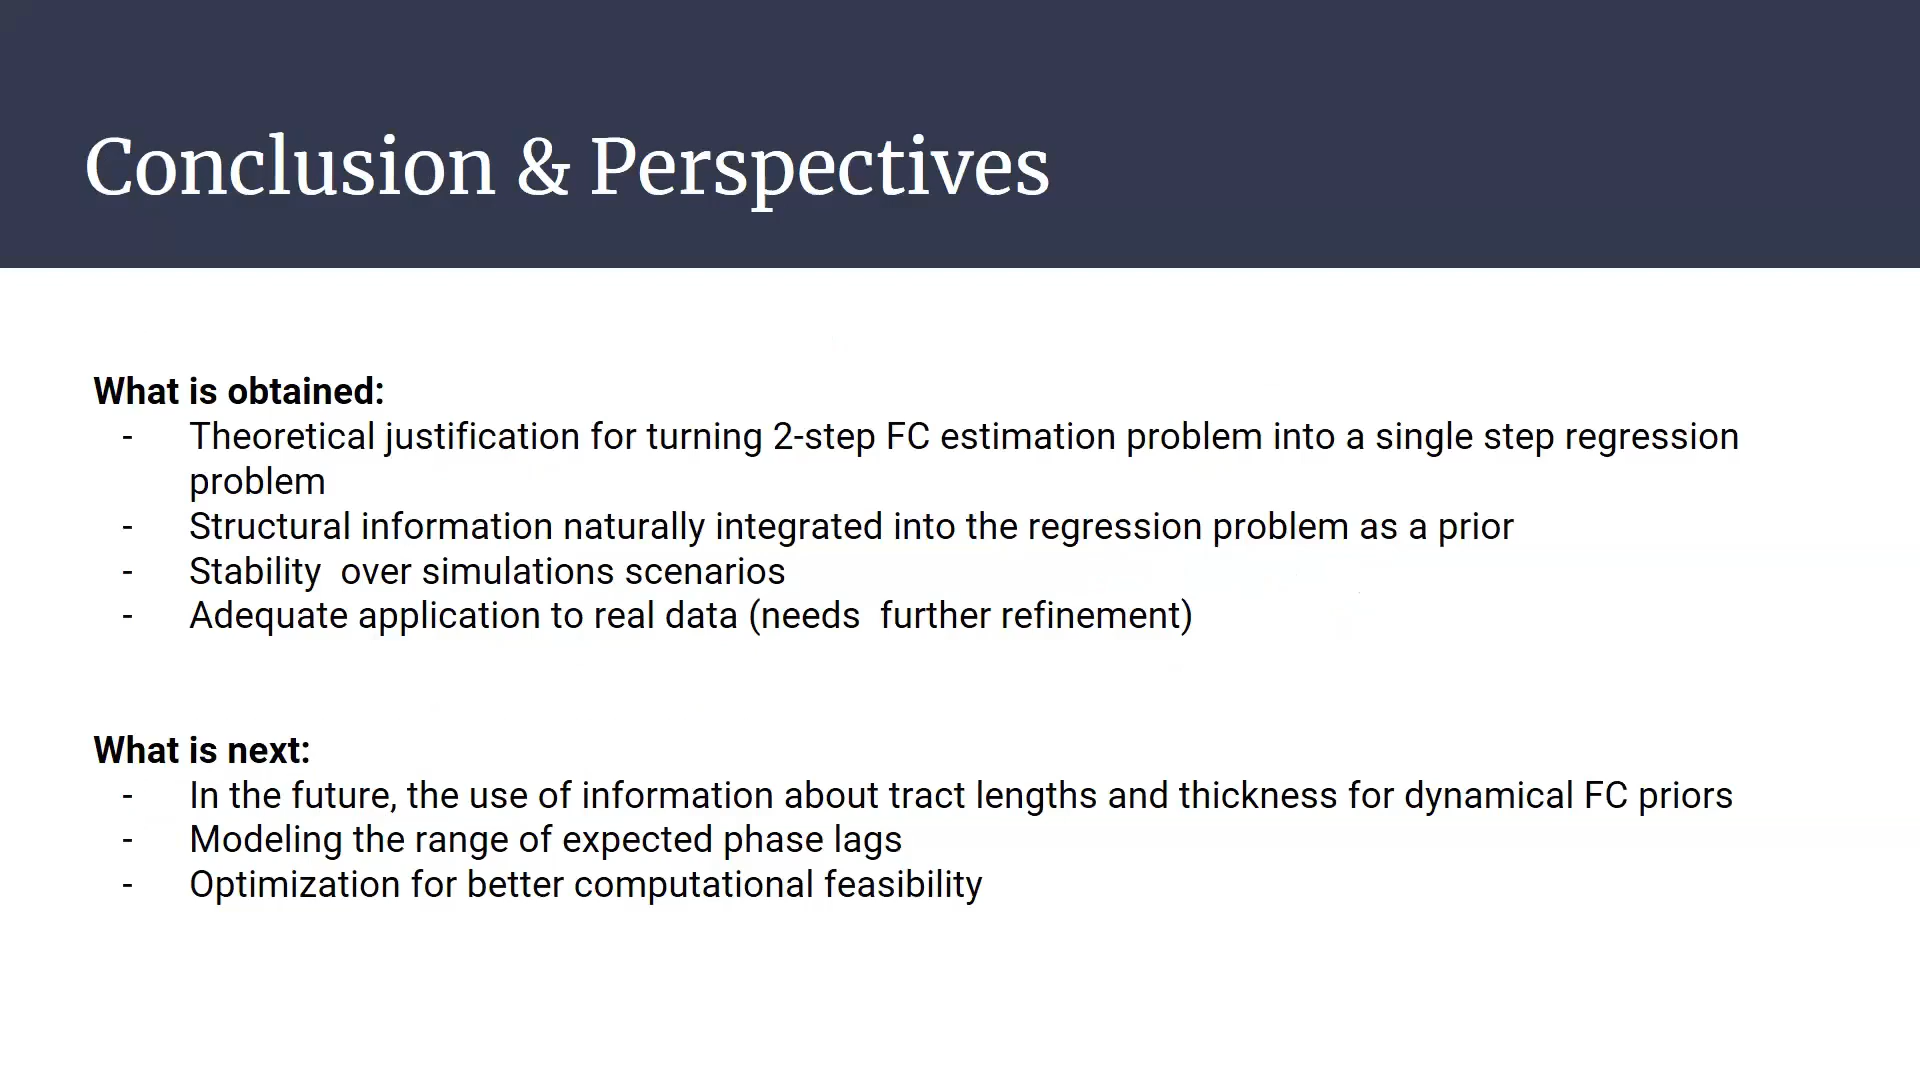 Conclusion & Perspectives
What is obtained:
- Theoretical justification for turning 2-step FC estimation problem into a single step regression
problem
- Structural information naturally integrated into the regression problem as a prior
- Stability  over simulations scenarios
- Adequate application to real data (needs  further refinement)
What is next:
- In the future, the use of information about tract lengths and thickness for dynamical FC priors
- Modeling the range of expected phase lags
- Optimization for better computational feasibility